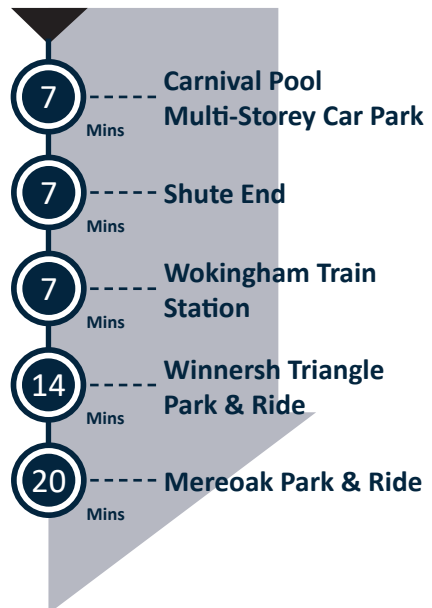 7
Mins
Carnival Pool
Multi-Storey Car Park
7
Mins
Shute End
7
Mins
Wokingham Train
Station
14
Mins
Winnersh Triangle
Park & Ride
20
Mins
Mereoak Park & Ride